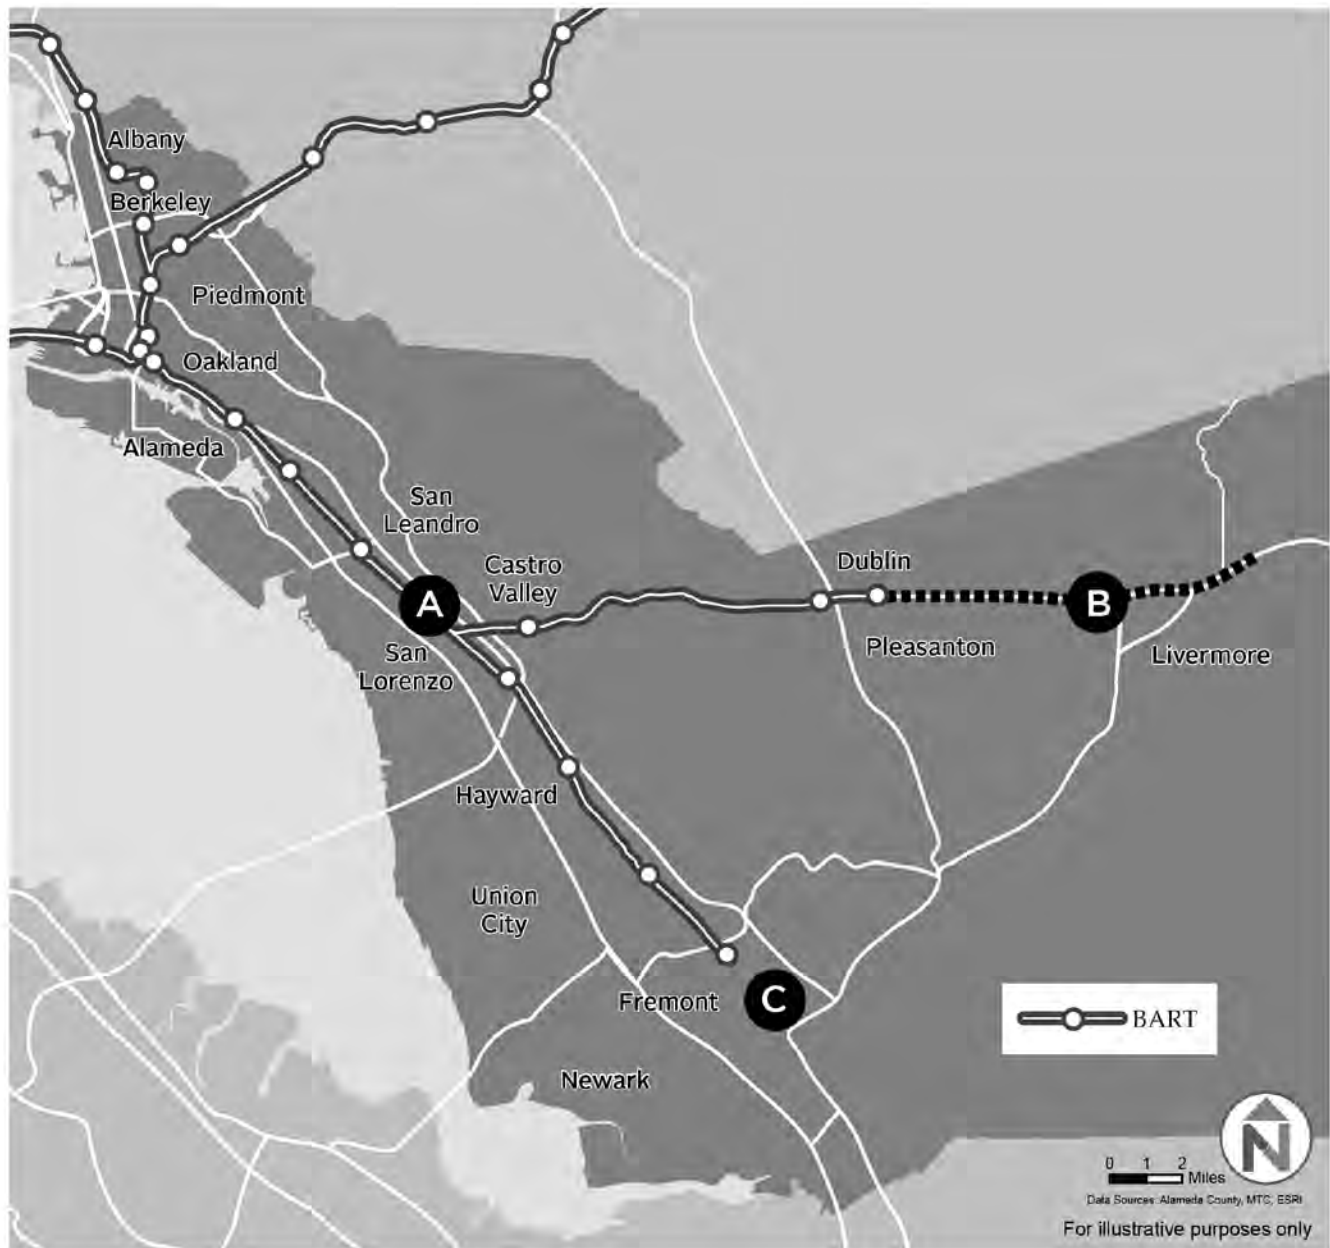 Albany
Berkeley
Piedmont
Oakland
Alameda
San
Leandro
Castro
Valley
Dublin
A
B
San
Lorenzo
Pleasanton
Livermore
Hayward
Union
City
Fremont
C
BART
Newark
N
0 1 2
Miles
Data Sources: Alameda County, MTC, ESRI
For illustrative purposes only